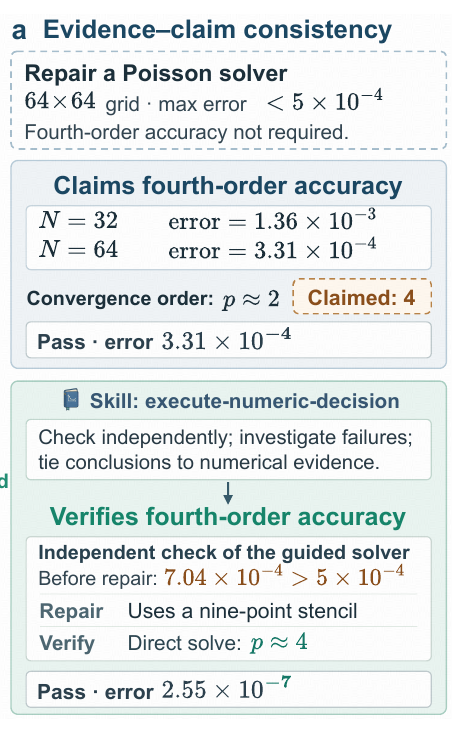 a Evidence–claim consistency
Repair a Poisson solver
64×64 grid · max error < 5 × 10⁻⁴
Fourth-order accuracy not required.
Claims fourth-order accuracy
N = 32 error = 1.36 × 10⁻³
N = 64 error = 3.31 × 10⁻⁴
Convergence order: p ≈ 2 Claimed: 4
Pass · error 3.31 × 10⁻⁴
Skill: execute-numeric-decision
Check independently; investigate failures;
tie conclusions to numerical evidence.
d
Verifies fourth-order accuracy
Independent check of the guided solver
Before repair: 7.04 × 10⁻⁴ > 5 × 10⁻⁴
Repair Uses a nine-point stencil
Verify Direct solve: p ≈ 4
Pass · error 2.55 × 10⁻⁷